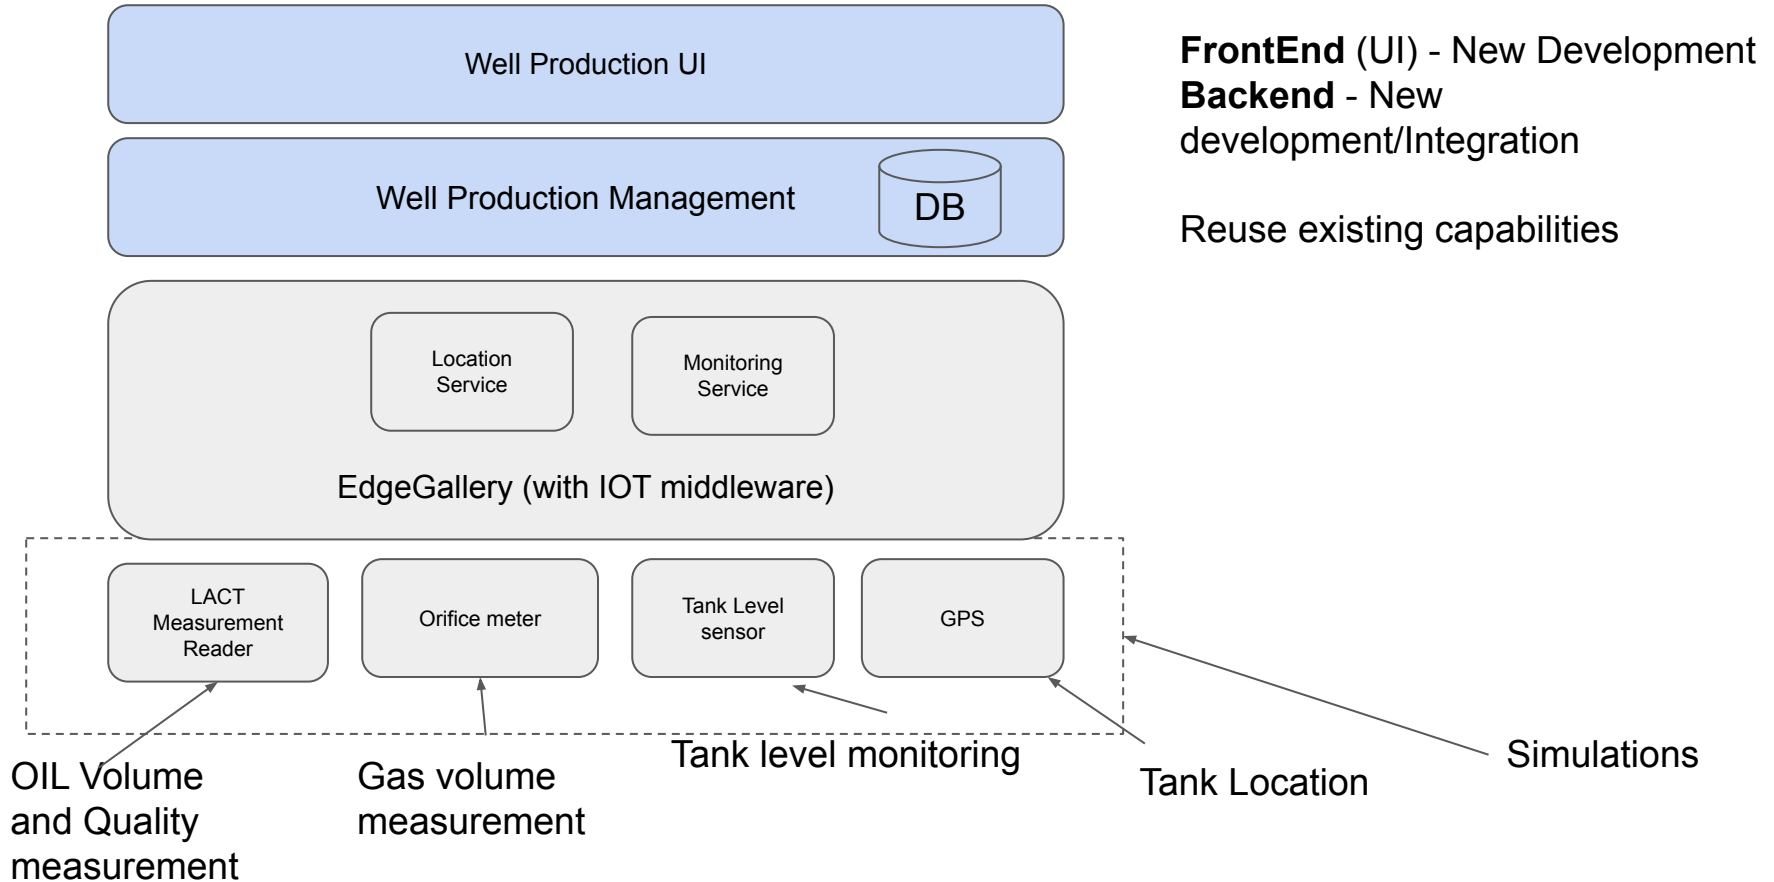 Well Production UI
FrontEnd (UI) - New Development
Backend - New
development/Integration
Reuse existing capabilities
Well Production Management
DB
Location
Service
Monitoring
Service
EdgeGallery (with IOT middleware)
LACT
Measurement
Reader
Orifice meter
Tank Level
sensor
GPS
OIL Volume
and Quality
measurement
Gas volume
measurement
Tank level monitoring
Tank Location
Simulations